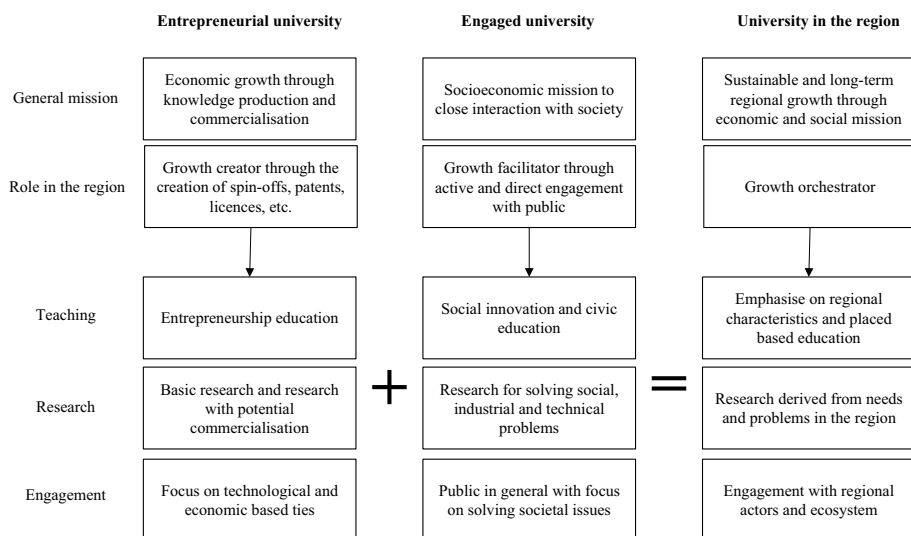 Entrepreneurial university
Engaged university
University in the region
General mission
Economic growth through
knowledge production and
commercialisation
Socioeconomic mission to
close interaction with society
Sustainable and long-term
regional growth through
economic and social mission
Role in the region
Growth creator through the
creation of spin-offs, patents,
licences, etc.
Growth facilitator through
active and direct engagement
with public
Growth orchestrator
Teaching
Entrepreneurship education
Social innovation and civic
education
Emphasise on regional
characteristics and placed
based education
Research
Basic research and research
with potential
commercialisation
+
Research for solving social,
industrial and technical
problems
=
Research derived from needs
and problems in the region
Engagement
Focus on technological and
economic based ties
Public in general with focus
on solving societal issues
Engagement with regional
actors and ecosystem